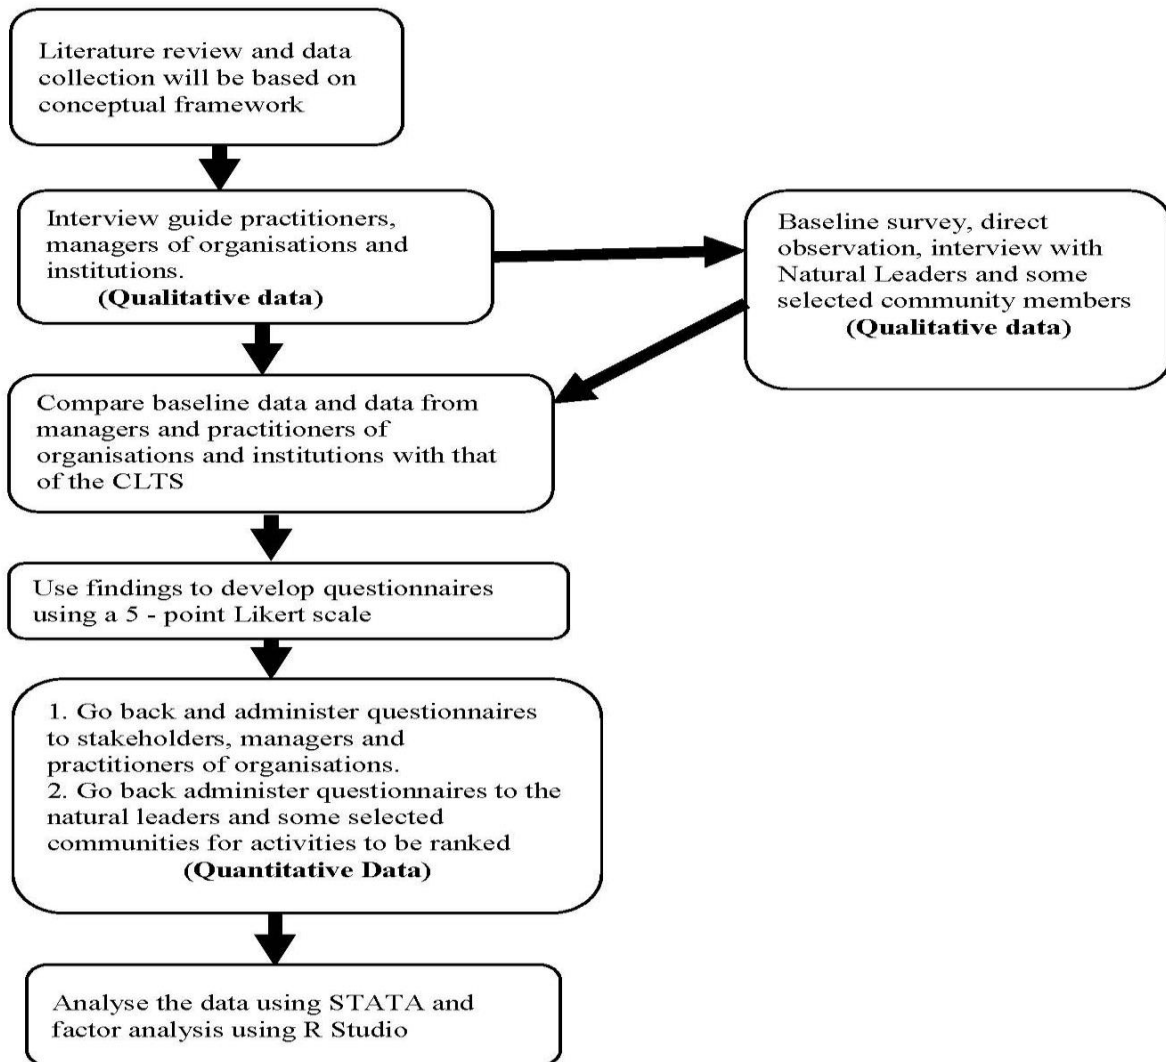 Literature review and data
collection will be based on
conceptual framework
Interview guide practitioners,
managers of organisations and
institutions.
(Qualitative data)
Baseline survey, direct
observation, interview with
Natural Leaders and some
selected community members
(Qualitative data)
Compare baseline data and data from
managers and practitioners of
organisations and institutions with that
of the CLTS
Use findings to develop questionnaires
using a 5 - point Likert scale
1. Go back and administer questionnaires
to stakeholders, managers and
practitioners of organisations.
2. Go back administer questionnaires to the
natural leaders and some selected
communities for activities to be ranked
(Quantitative Data)
Analyse the data using STATA and
factor analysis using R Studio